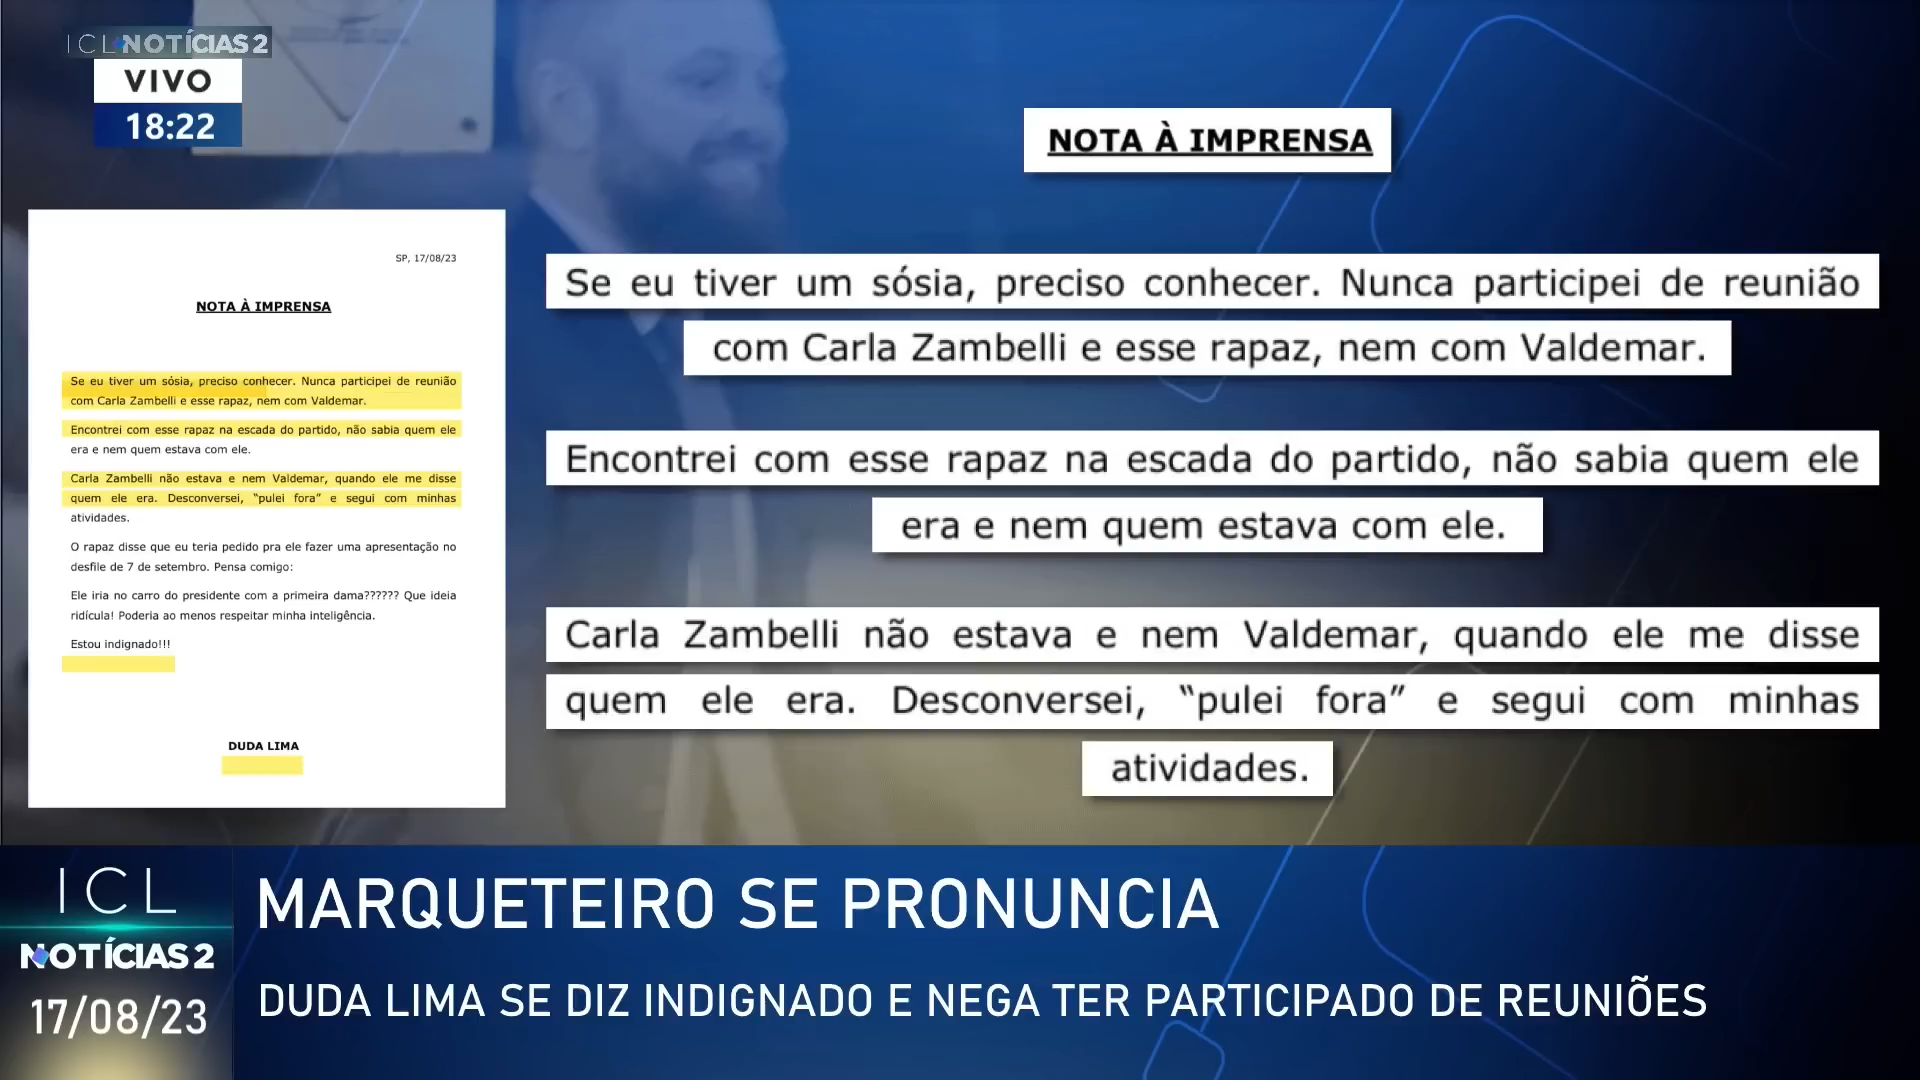 ICL NOTÍCIAS 2
VIVO
18:22
SP, 17/08/23
NOTA À IMPRENSA
Se eu tiver um sósia, preciso conhecer. Nunca participei de reunião
com Carla Zambelli e esse rapaz, nem com Valdemar.
Encontrei com esse rapaz na escada do partido, não sabia quem ele
era e nem quem estava com ele.
Carla Zambelli não estava e nem Valdemar, quando ele me disse
quem ele era. Desconversei, “pulei fora” e segui com minhas
atividades.
O rapaz disse que eu teria pedido pra ele fazer uma apresentação no
desfile de 7 de setembro. Pensa comigo:
Ele iria no carro do presidente com a primeira dama?????? Que ideia
ridícula! Poderia ao menos respeitar minha inteligência.
Estou indignado!!!
DUDA LIMA
NOTA À IMPRENSA
Se eu tiver um sósia, preciso conhecer. Nunca participei de reunião
com Carla Zambelli e esse rapaz, nem com Valdemar.
Encontrei com esse rapaz na escada do partido, não sabia quem ele
era e nem quem estava com ele.
Carla Zambelli não estava e nem Valdemar, quando ele me disse
quem ele era. Desconversei, “pulei fora” e segui com minhas
atividades.
ICL
NOTÍCIAS 2
17/08/23
MARQUETEIRO SE PRONUNCIA
DUDA LIMA SE DIZ INDIGNADO E NEGA TER PARTICIPADO DE REUNIÕES